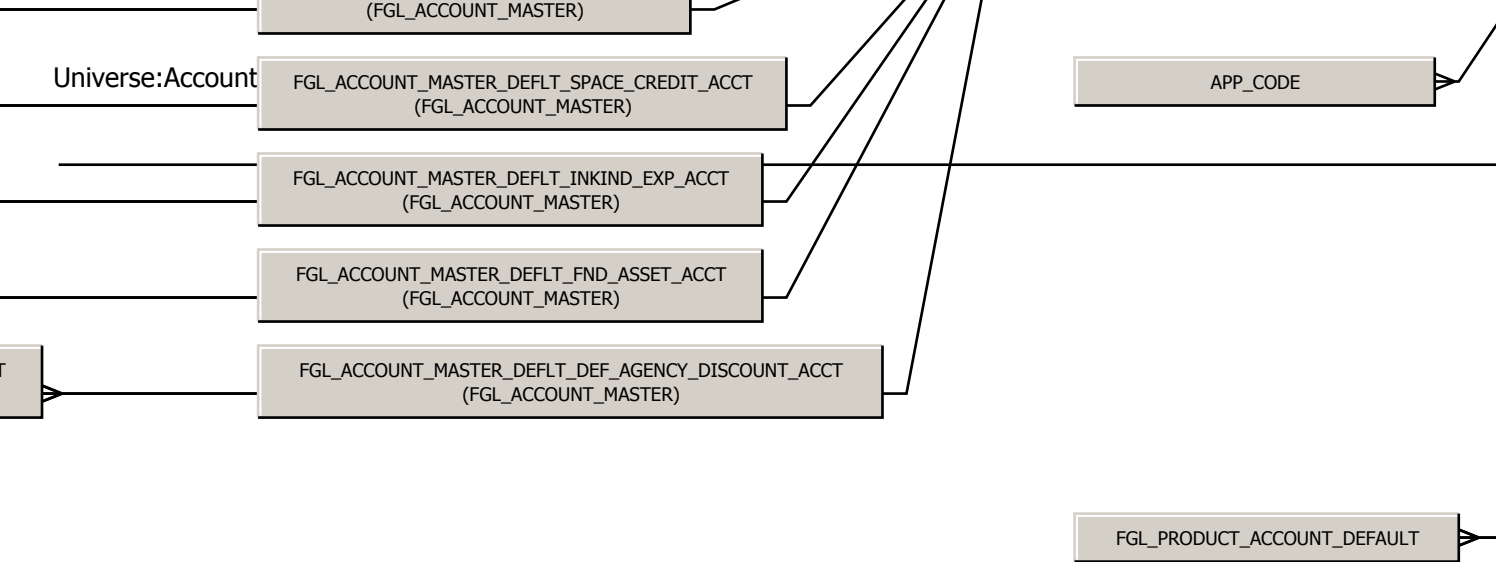 (FGL_ACCOUNT_MASTER)
Universe:Account
FGL_ACCOUNT_MASTER_DEFLT_SPACE_CREDIT_ACCT
(FGL_ACCOUNT_MASTER)
APP_CODE
FGL_ACCOUNT_MASTER_DEFLT_INKIND_EXP_ACCT
(FGL_ACCOUNT_MASTER)
FGL_ACCOUNT_MASTER_DEFLT_FND_ASSET_ACCT
(FGL_ACCOUNT_MASTER)
T
FGL_ACCOUNT_MASTER_DEFLT_DEF_AGENCY_DISCOUNT_ACCT
(FGL_ACCOUNT_MASTER)
FGL_PRODUCT_ACCOUNT_DEFAULT